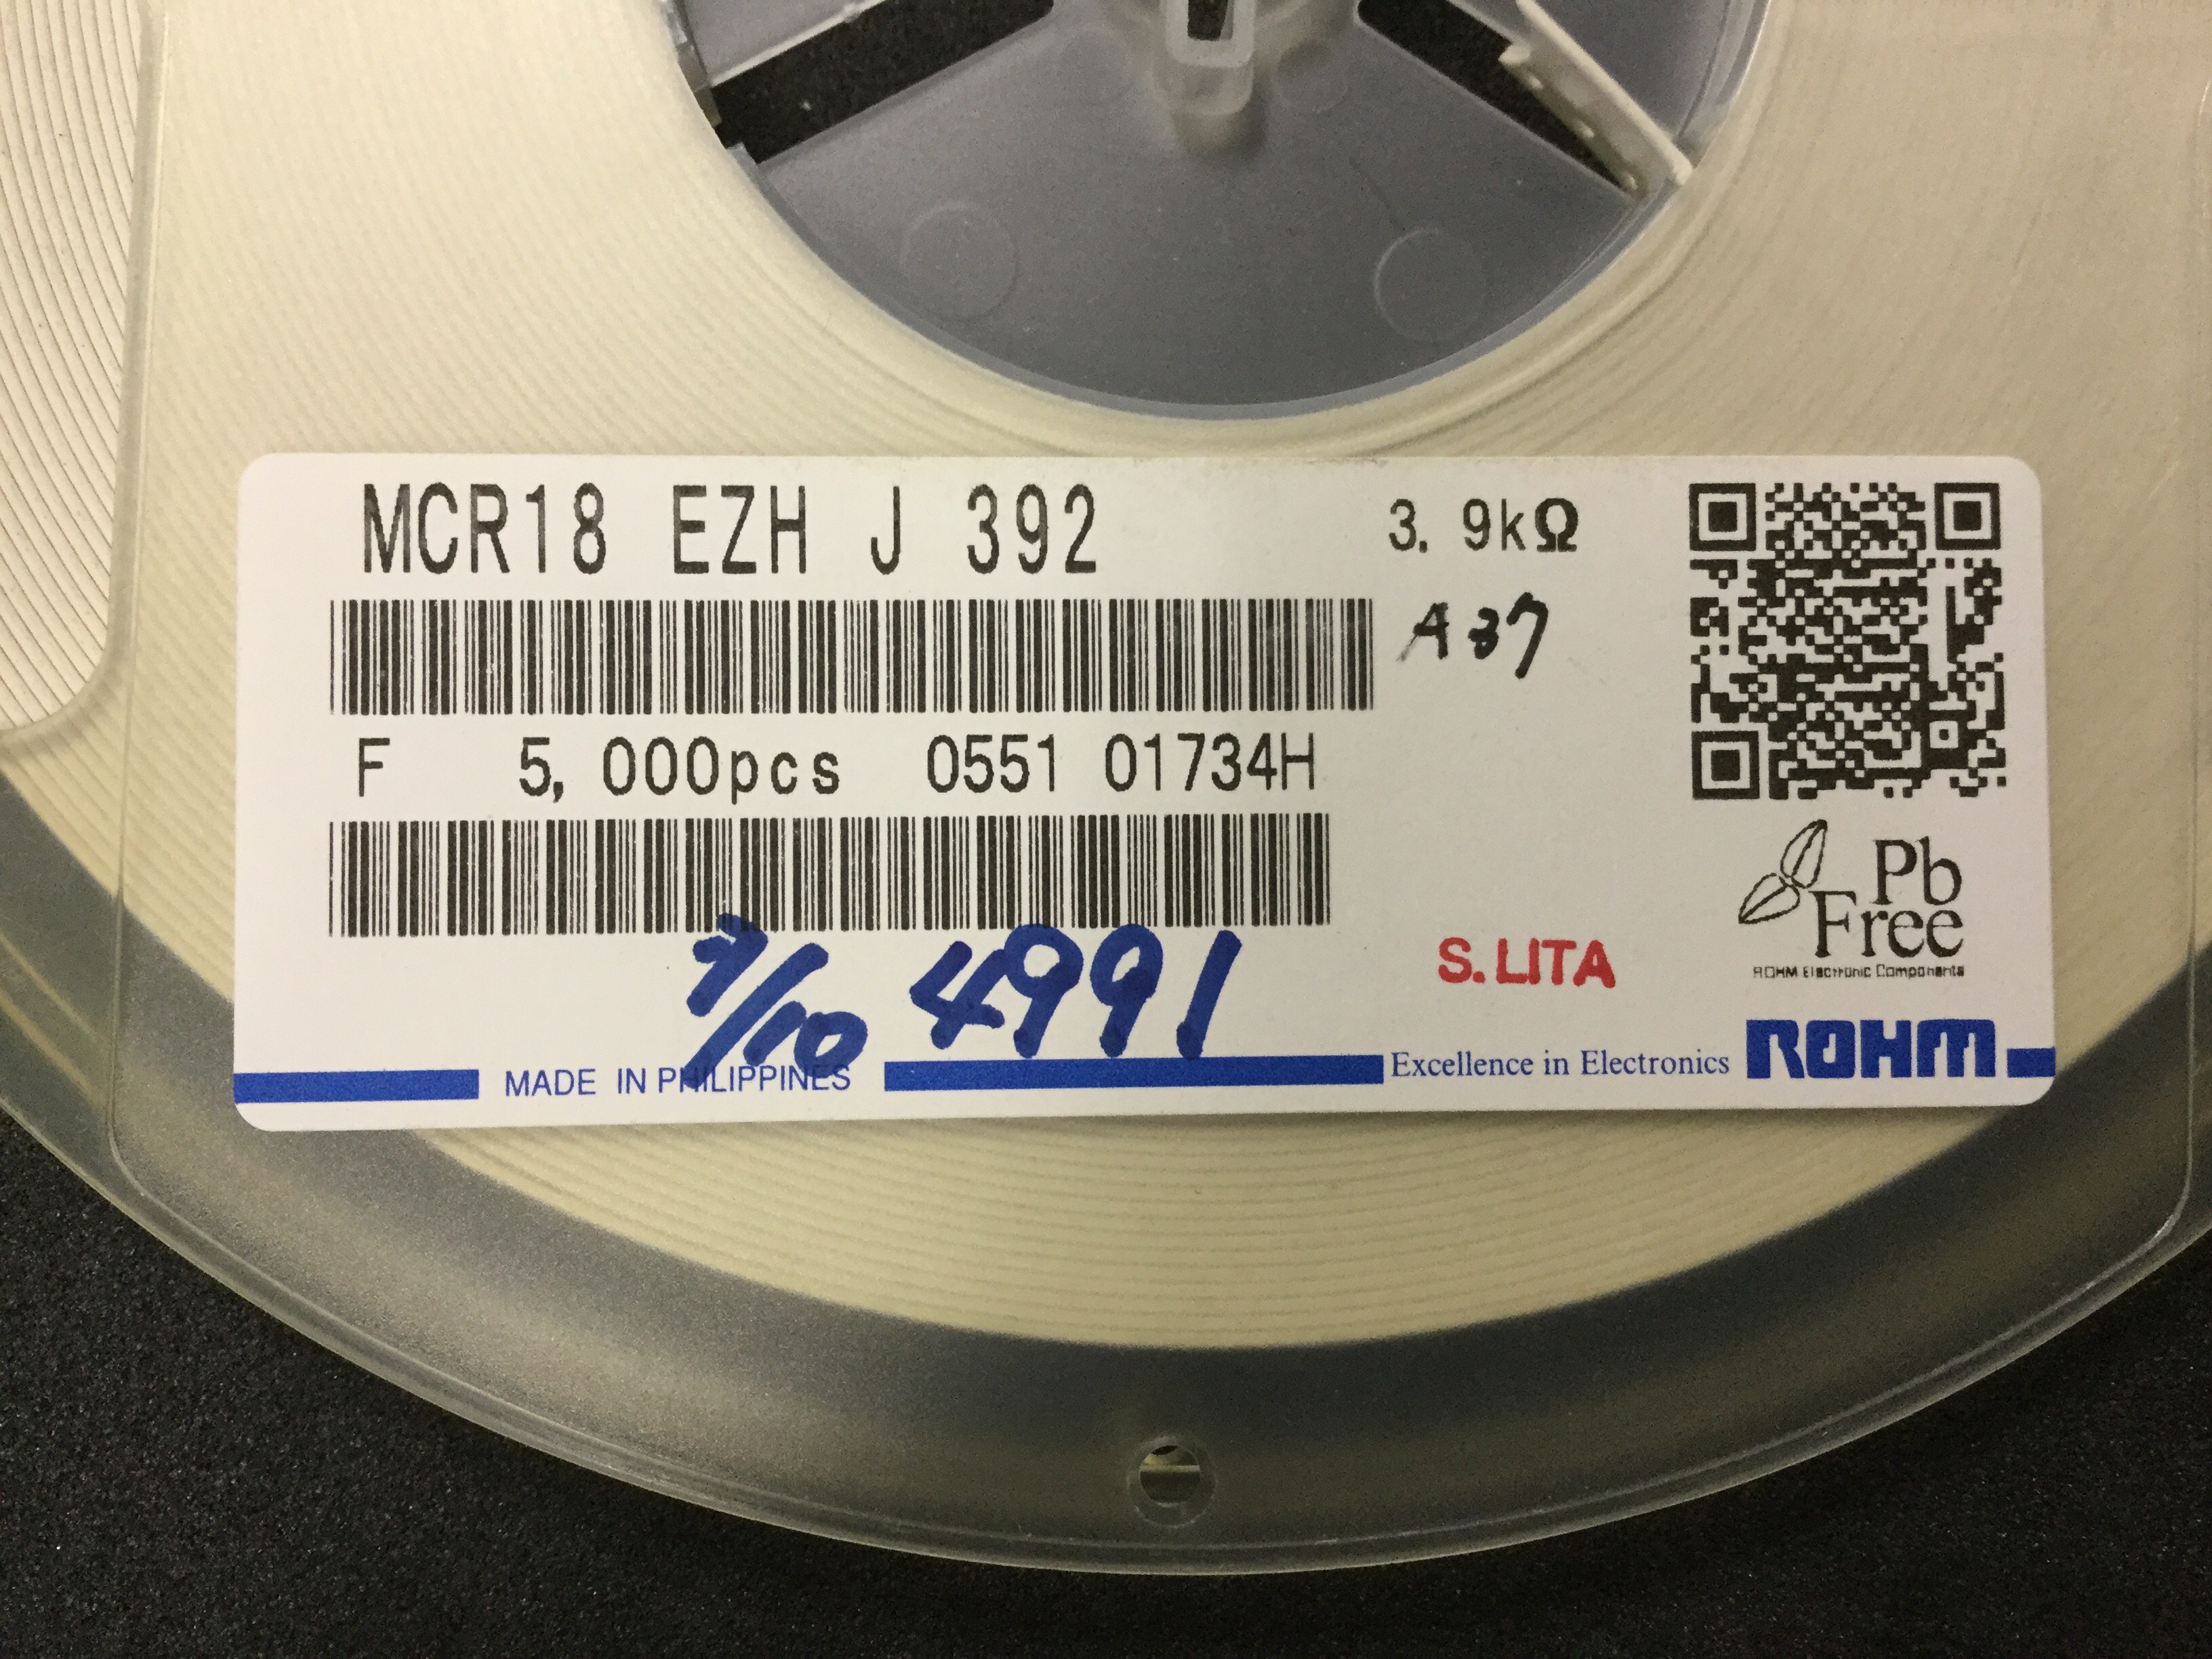 MCR18 EZH J 392 3.9kΩ
A37
F 5,000pcs 0551 01734H
Pb
Free
ROHM Electronic Components
7/10 4991
S.LITA
MADE IN PHILIPPINES
Excellence in Electronics ROHM